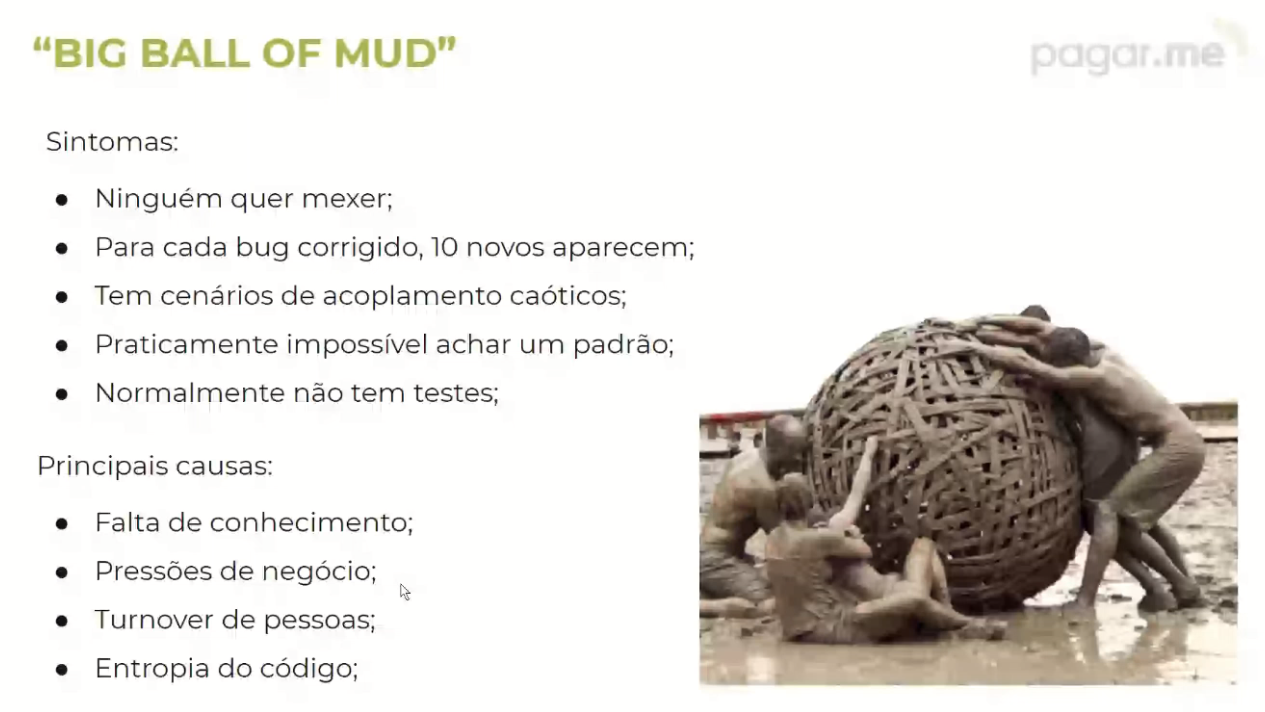 “BIG BALL OF MUD”
pagar.me
Sintomas:
● Ninguém quer mexer;
● Para cada bug corrigido, 10 novos aparecem;
● Tem cenários de acoplamento caóticos;
● Praticamente impossível achar um padrão;
● Normalmente não tem testes;
Principais causas:
● Falta de conhecimento;
● Pressões de negócio;
● Turnover de pessoas;
● Entropia do código;